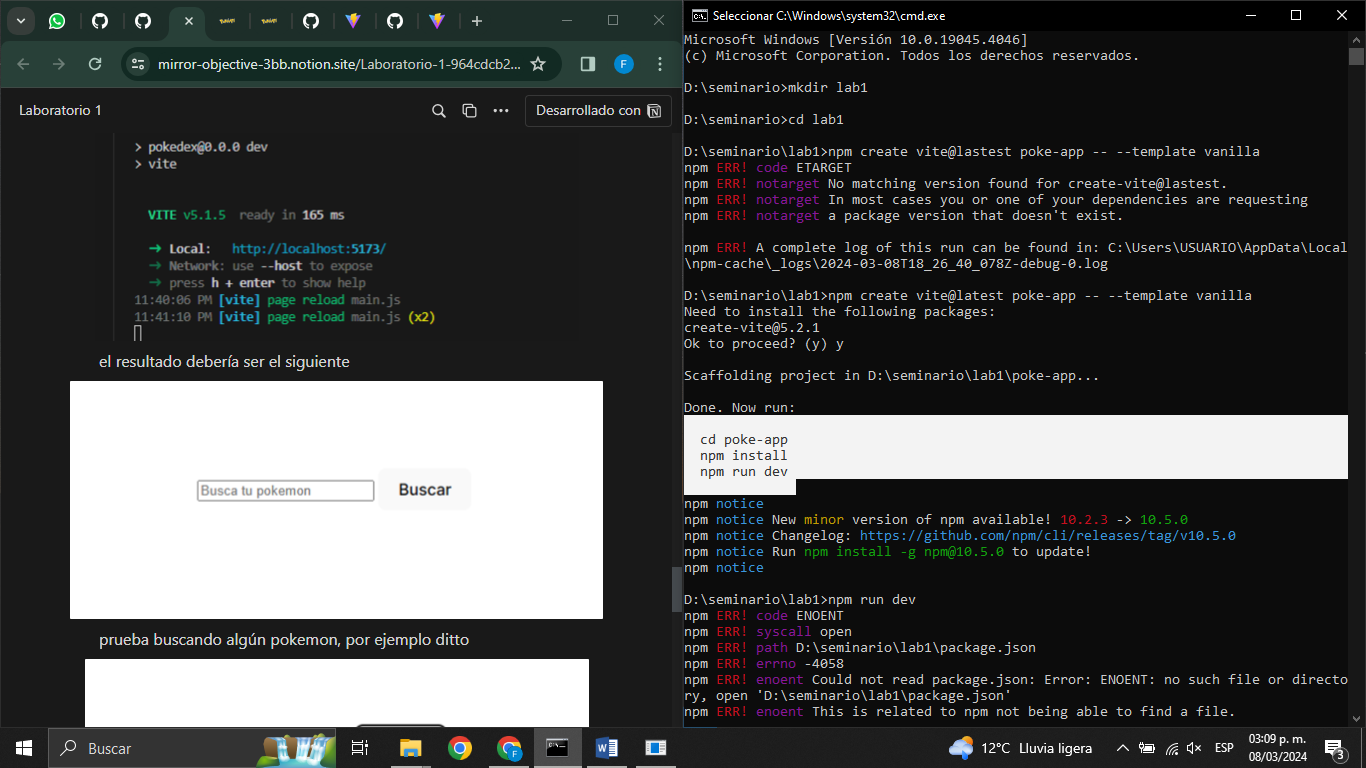 mirror-objective-3bb.notion.site/Laboratorio-1-964cdcb2...
F
Laboratorio 1
Desarrollado con
> pokedex@0.0.0 dev
> vite
VITE v5.1.5 ready in 165 ms
➜ Local: http://localhost:5173/
➜ Network: use --host to expose
➜ press h + enter to show help
11:40:06 PM [vite] page reload main.js
11:41:10 PM [vite] page reload main.js (x2)
el resultado debería ser el siguiente
Busca tu pokemon
Buscar
prueba buscando algún pokemon, por ejemplo ditto
Seleccionar C:\Windows\system32\cmd.exe
Microsoft Windows [Versión 10.0.19045.4046]
(c) Microsoft Corporation. Todos los derechos reservados.
D:\seminario>mkdir lab1
D:\seminario>cd lab1
D:\seminario\lab1>npm create vite@lastest poke-app -- --template vanilla
npm ERR! code ETARGET
npm ERR! notarget No matching version found for create-vite@lastest.
npm ERR! notarget In most cases you or one of your dependencies are requesting
npm ERR! notarget a package version that doesn't exist.
npm ERR! A complete log of this run can be found in: C:\Users\USUARIO\AppData\Local
\npm-cache\_logs\2024-03-08T18_26_40_078Z-debug-0.log
D:\seminario\lab1>npm create vite@latest poke-app -- --template vanilla
Need to install the following packages:
create-vite@5.2.1
Ok to proceed? (y) y
Scaffolding project in D:\seminario\lab1\poke-app...
Done. Now run:
cd poke-app
npm install
npm run dev
npm notice
npm notice New minor version of npm available! 10.2.3 -> 10.5.0
npm notice Changelog: https://github.com/npm/cli/releases/tag/v10.5.0
npm notice Run npm install -g npm@10.5.0 to update!
npm notice
D:\seminario\lab1>npm run dev
npm ERR! code ENOENT
npm ERR! syscall open
npm ERR! path D:\seminario\lab1\package.json
npm ERR! errno -4058
npm ERR! enoent Could not read package.json: Error: ENOENT: no such file or directo
ry, open 'D:\seminario\lab1\package.json'
npm ERR! enoent This is related to npm not being able to find a file.
Buscar
12°C Lluvia ligera
ESP
03:09 p. m.
08/03/2024
3